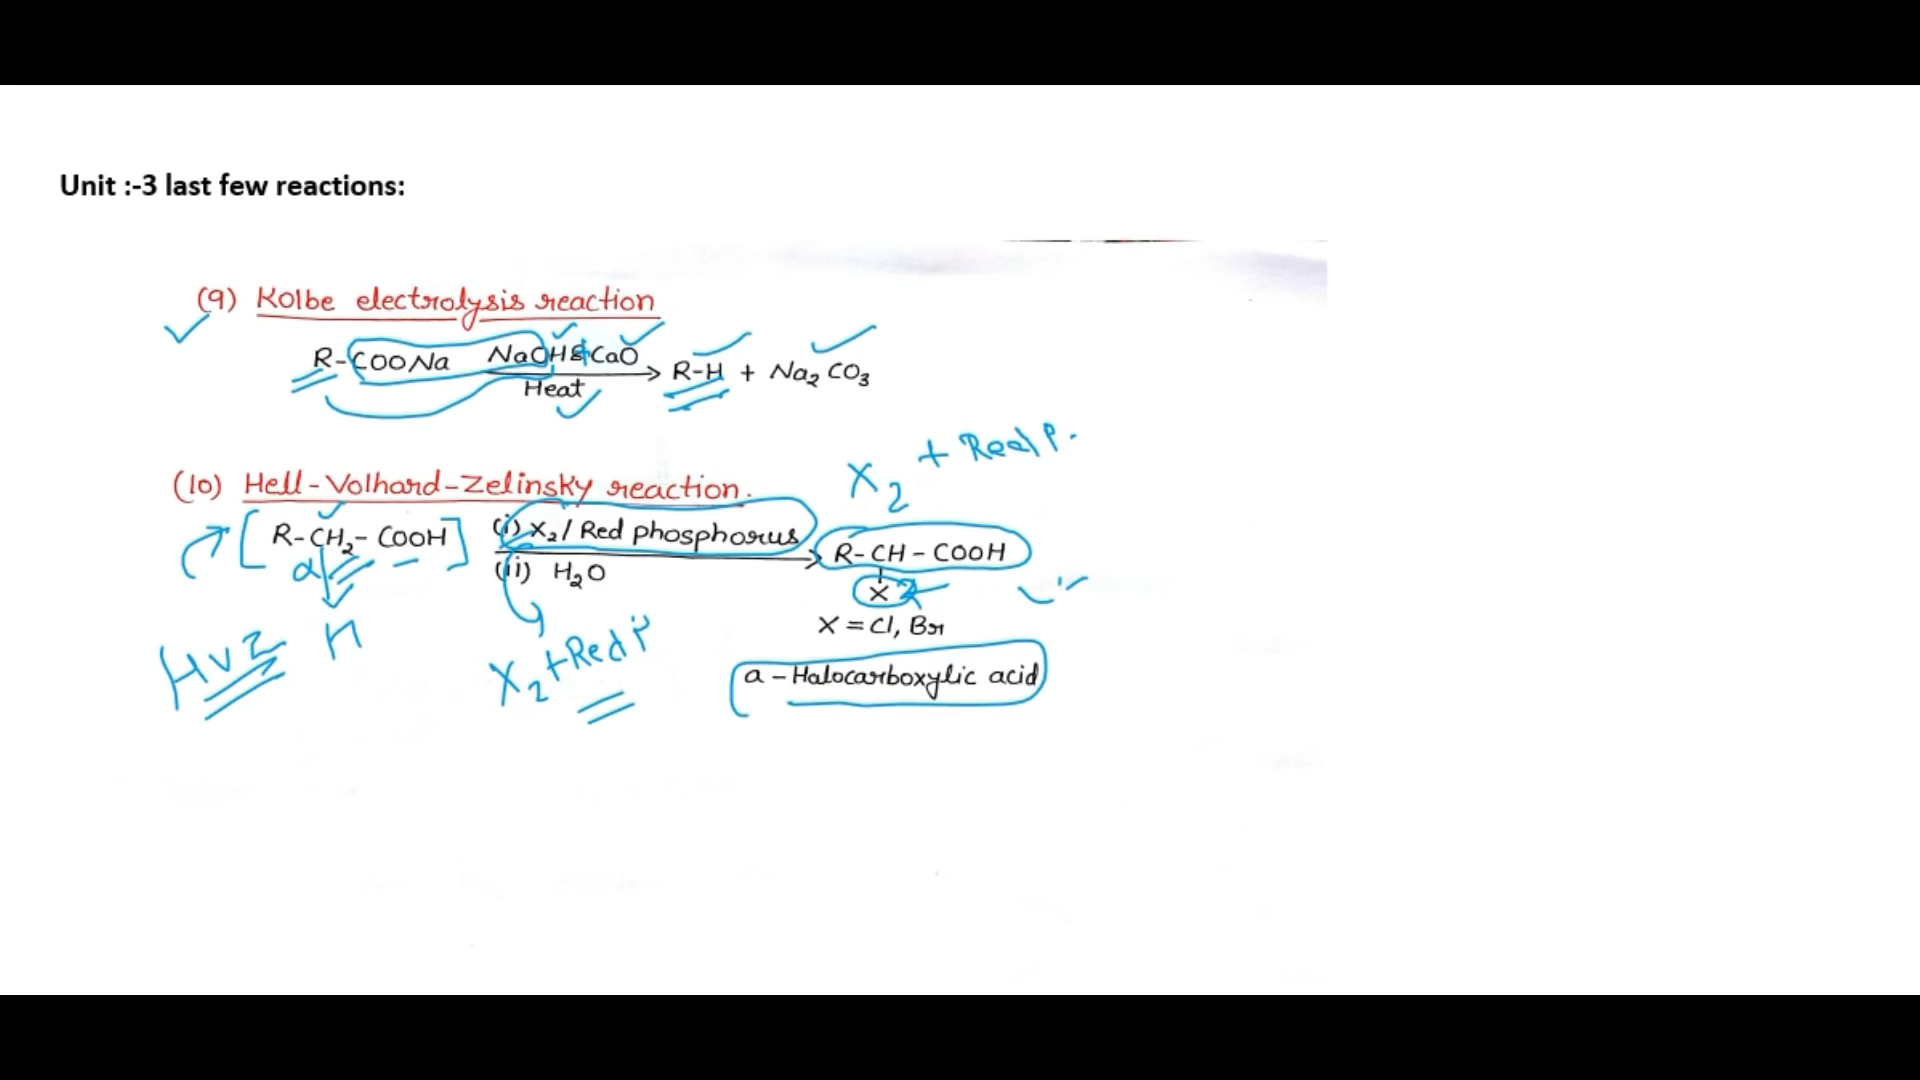 Unit :-3 last few reactions:
(9) Kolbe electrolysis reaction
R-COONa NaOH & CaO R-H + Na₂CO₃
Heat
X₂ + Red P.
(10) Hell-Volhard-Zelinsky reaction.
R-CH₂-COOH (i) X₂/ Red phosphorus R-CH-COOH
α (ii) H₂O X
X = Cl, Br
HVZ H X₂+Red P
a-Halocarboxylic acid